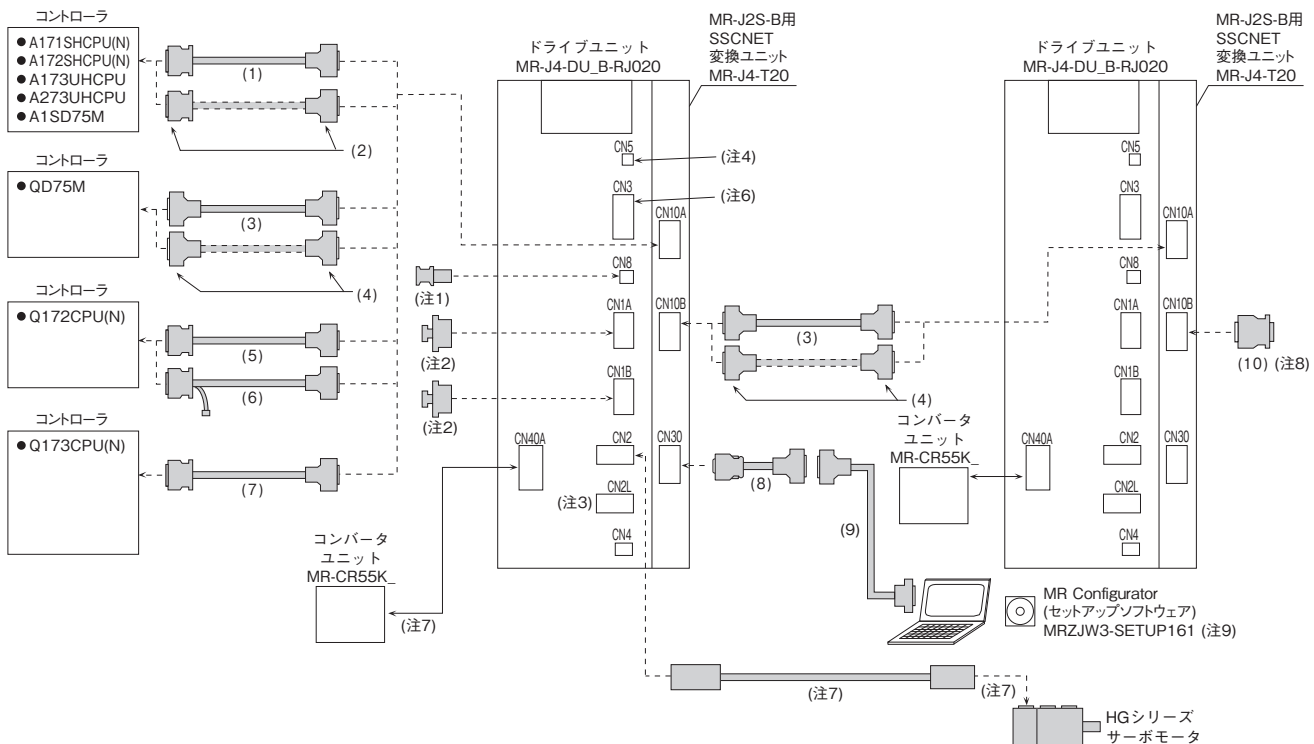 コントローラ
● A171SHCPU(N)
● A172SHCPU(N)
● A173UHCPU
● A273UHCPU
● A1SD75M
(1)
(2)
コントローラ
● QD75M
(3)
(4)
コントローラ
● Q172CPU(N)
(5)
(6)
コントローラ
● Q173CPU(N)
(7)
ドライブユニット
MR-J4-DU_B-RJ020
MR-J2S-B用
SSCNET
変換ユニット
MR-J4-T20
CN5
(注4)
CN3
(注6)
CN10A
CN8
(注1)
CN1A
CN10B
(注2)
CN1B
(注2)
CN40A
CN2
CN30
(注3)
CN2L
CN4
コンバータ
ユニット
MR-CR55K_
(注7)
(3)
(4)
コンバータ
ユニット
MR-CR55K_
(8)
(9)
ドライブユニット
MR-J4-DU_B-RJ020
MR-J2S-B用
SSCNET
変換ユニット
MR-J4-T20
CN5
CN3
CN10A
CN8
CN1A
CN10B
(10) (注8)
CN1B
CN40A
CN2
CN30
CN2L
CN4
MR Configurator
(セットアップソフトウェア)
MRZJW3-SETUP161 (注9)
(注7)
(注7)
HGシリーズ
サーボモータ